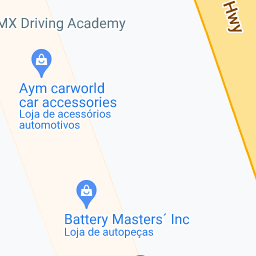 MX Driving Academy
Hwy
Aym carworld
car accessories
Loja de acessórios
automotivos
Battery Masters´ Inc
Loja de autopeças